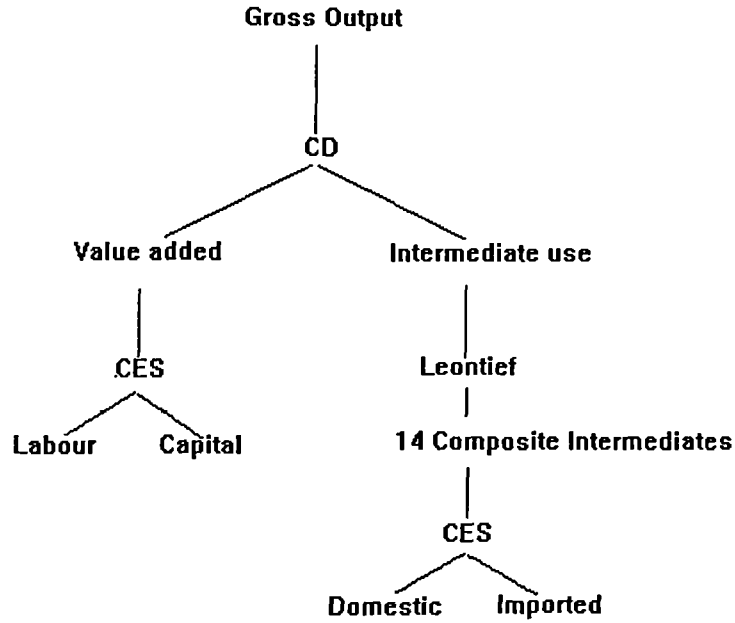 Gross Output
CD
Value added
Intermediate use
CES
Leontief
Labour
Capital
14 Composite Intermediates
CES
Domestic
Imported